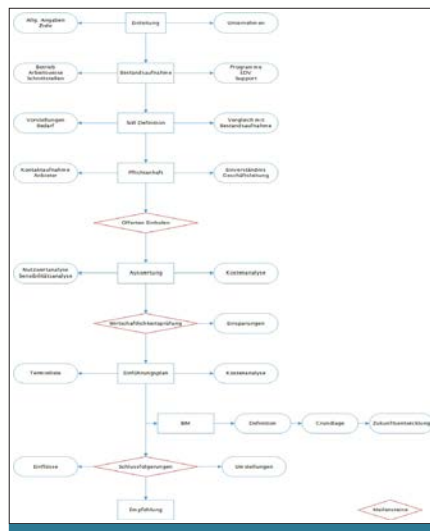 Allg. Angaben
Ziele
Einleitung
Unternehmen
Betrieb
Arbeitsweise
Schnittstellen
Bestandsaufnahme
Programme
EDV
Support
Vorstellungen
Bedarf
Soll Definition
Vergleich mit
Bestandsaufnahme
Kontaktaufnahme
Anbieter
Pflichtenheft
Einverständnis
Geschäftsleitung
Offerten Einholen
Nutzwertanalyse
Sensibilitätsanalyse
Auswertung
Kostenanalyse
Wirtschaftlichkeitsprüfung
Einsparungen
Terminliste
Einführungsplan
Kostenanalyse
BIM
Definition
Grundlage
Zukunftsentwicklung
Einflüsse
Schlussfolgerungen
Umstellungen
Empfehlung
Meilensteine